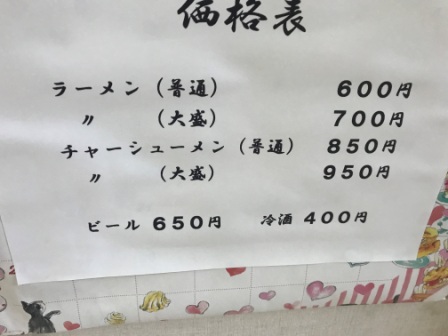 価格表
ラーメン(普通) 600円
〃 (大盛) 700円
チャーシューメン(普通) 850円
〃 (大盛) 950円
ビール 650円 冷酒 400円